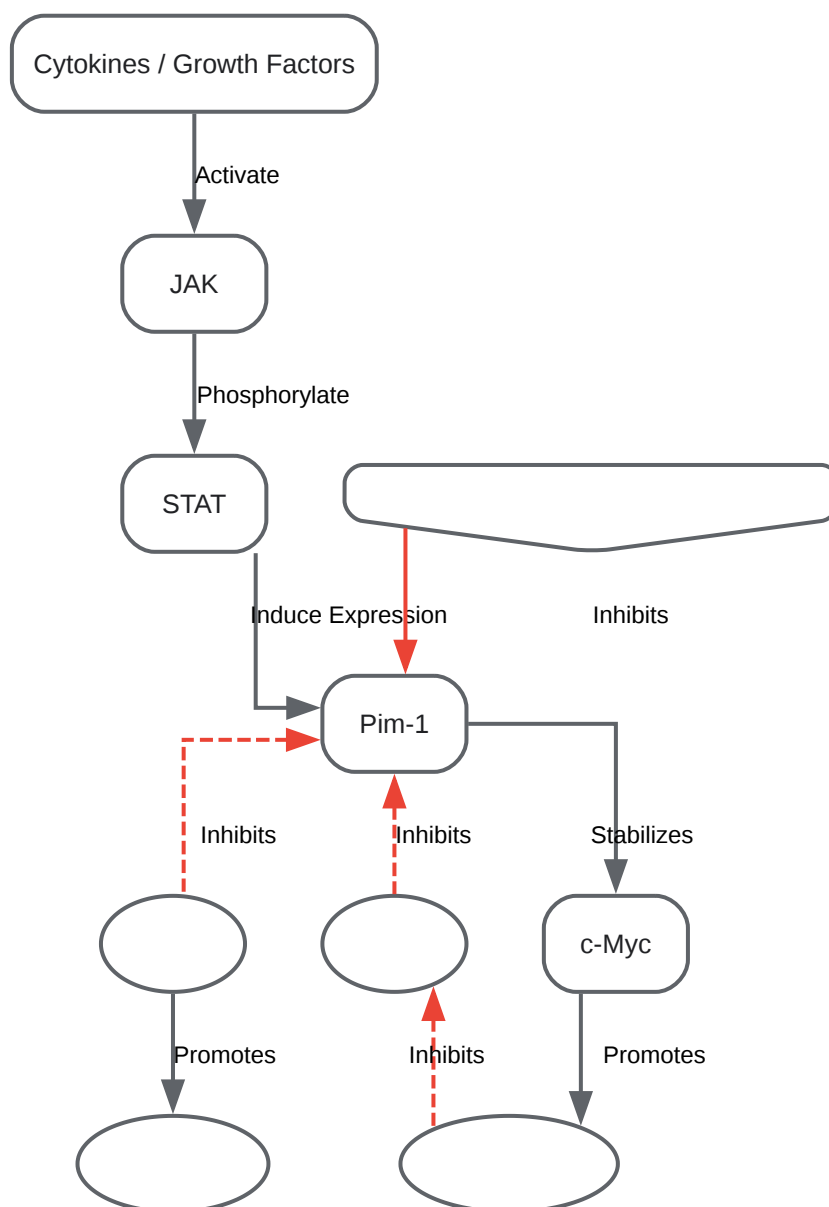 Cytokines / Growth Factors
Activate
JAK
Phosphorylate
STAT
Induce Expression
Inhibits
Pim-1
Inhibits
Inhibits
Stabilizes
c-Myc
Promotes
Inhibits
Promotes